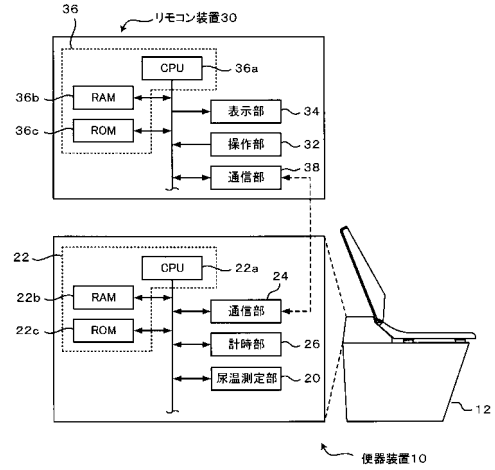 36
リモコン装置30
CPU
36a
36b
RAM
36c
ROM
表示部
34
操作部
32
通信部
38
22
CPU
22a
24
22b
RAM
通信部
22c
ROM
計時部
26
尿温測定部
20
12
便器装置10